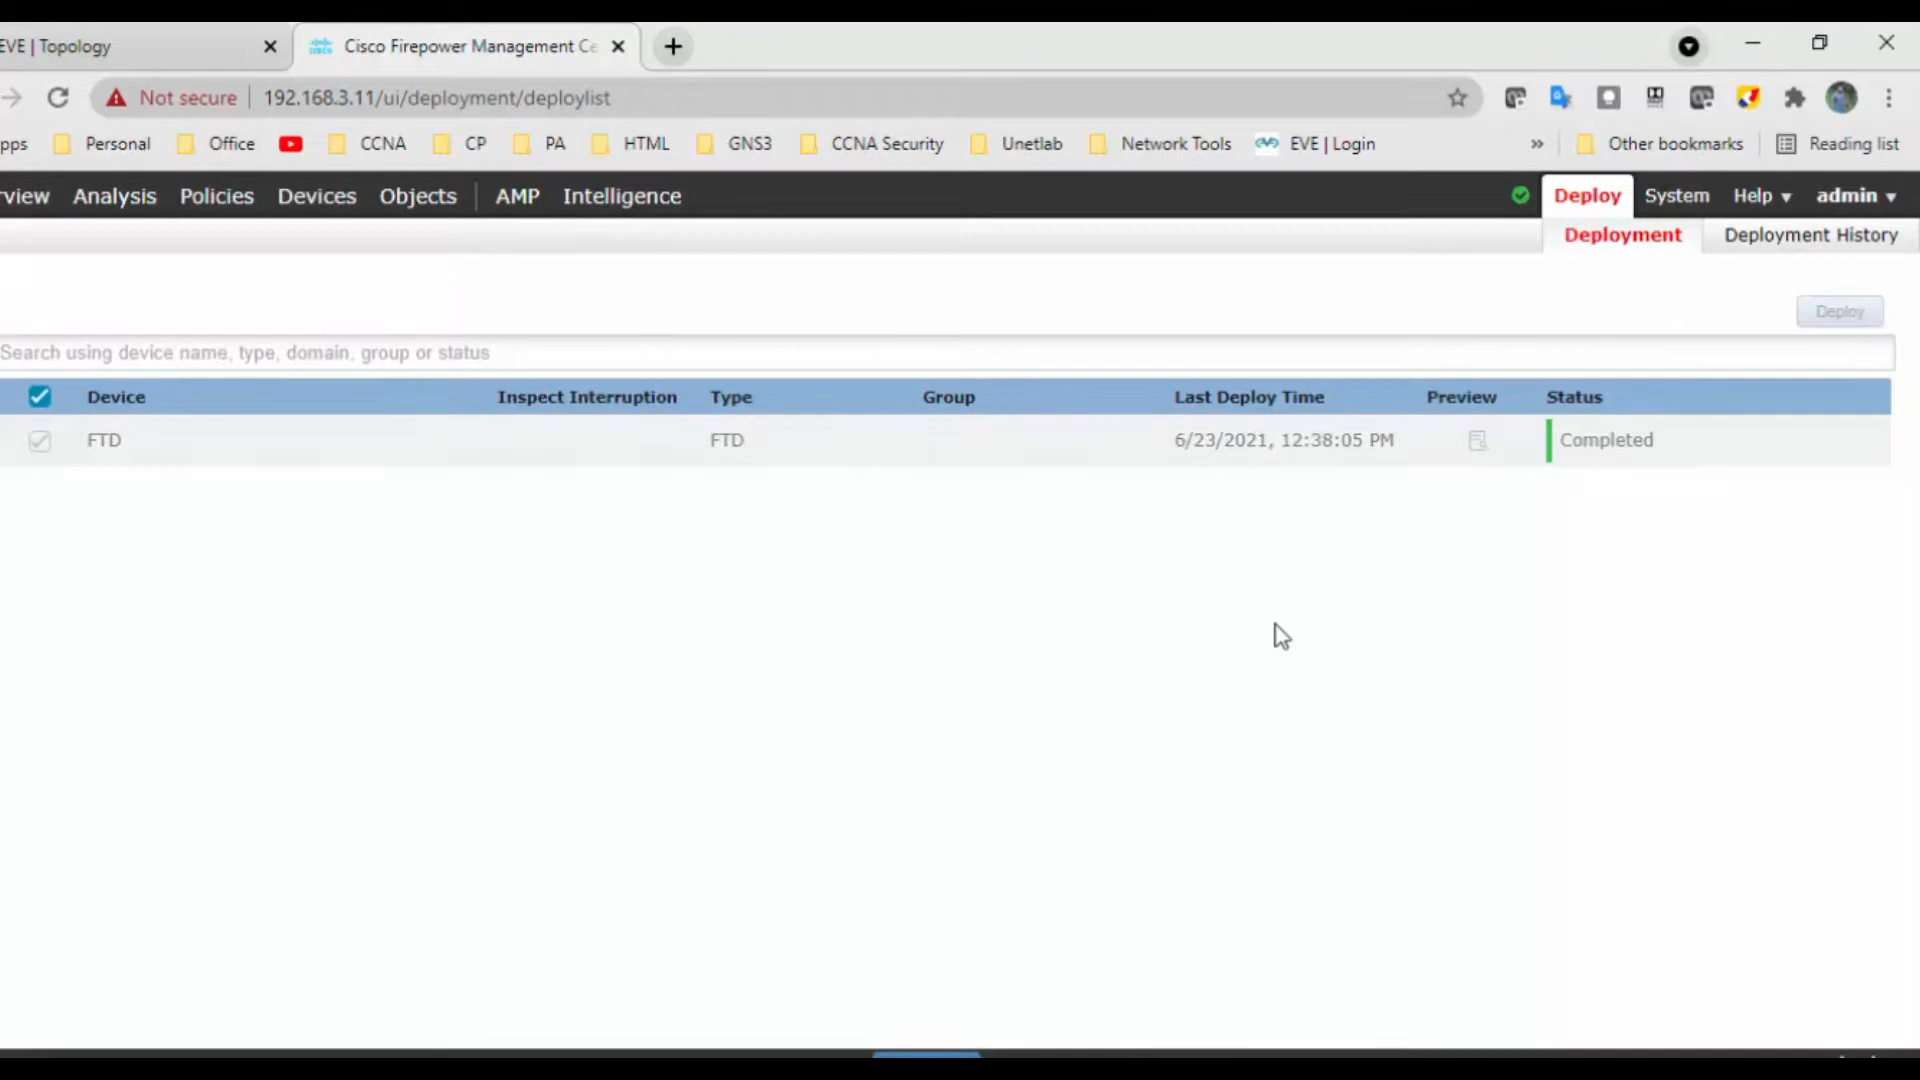 EVE | Topology
Cisco Firepower Management Ce
Not secure 192.168.3.11/ui/deployment/deploylist
pps Personal Office CCNA CP PA HTML GNS3 CCNA Security Unetlab Network Tools EVE | Login » Other bookmarks Reading list
rview Analysis Policies Devices Objects AMP Intelligence Deploy System Help admin
Deployment Deployment History
Deploy
Search using device name, type, domain, group or status
Device Inspect Interruption Type Group Last Deploy Time Preview Status
FTD FTD 6/23/2021, 12:38:05 PM Completed